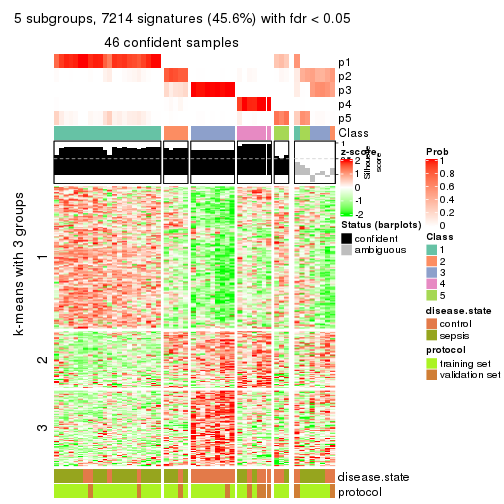 5 subgroups, 7214 signatures (45.6%) with fdr < 0.05
46 confident samples
p1
p2
p3
p4
p5
Class
1
z-score
2
1
0
-1
-2
Silhouette
score
Status (barplots)
confident
ambiguous
Prob
1
0.8
0.6
0.4
0.2
0
Class
1
2
3
4
5
disease.state
control
sepsis
protocol
training set
validation set
k-means with 3 groups
1
2
3
disease.state
protocol